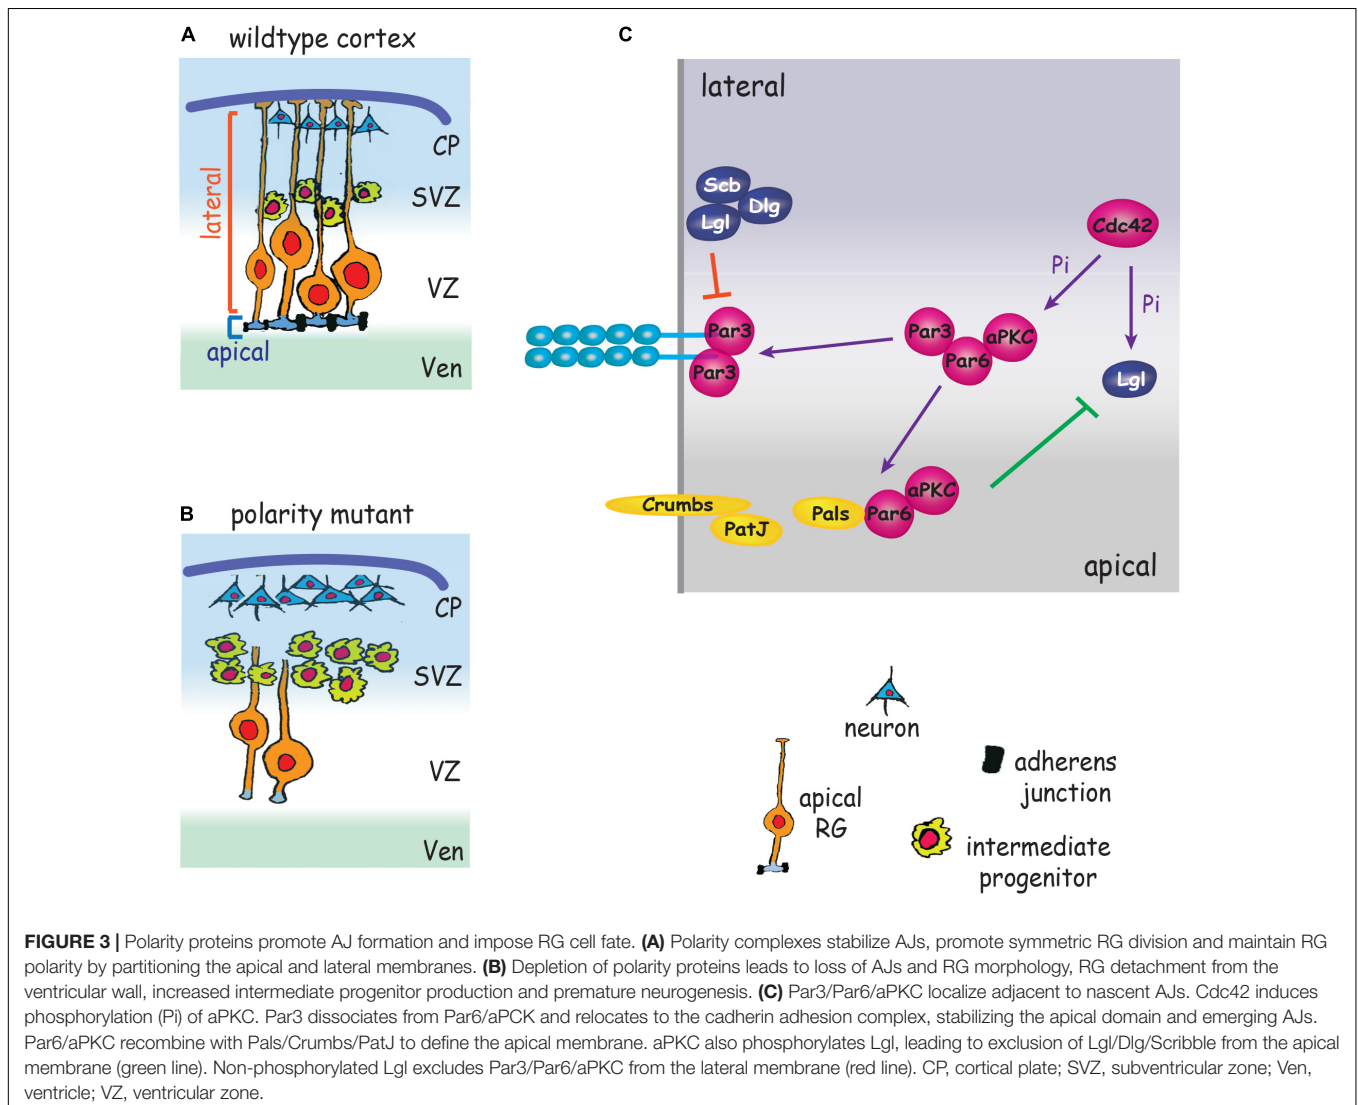 A
wildtype cortex
CP
SVZ
lateral
VZ
apical
Ven
B
polarity mutant
CP
SVZ
VZ
Ven
C
lateral
Scb
Dlg
Lgl
Cdc42
Pi
Pi
Par3
Par3
Par3
aPKC
Par6
Lgl
aPKC
Crumbs
PatJ
Pals
Par6
apical
neuron
apical
RG
adherens
junction
intermediate
progenitor
FIGURE 3 | Polarity proteins promote AJ formation and impose RG cell fate. (A) Polarity complexes stabilize AJs, promote symmetric RG division and maintain RG
polarity by partitioning the apical and lateral membranes. (B) Depletion of polarity proteins leads to loss of AJs and RG morphology, RG detachment from the
ventricular wall, increased intermediate progenitor production and premature neurogenesis. (C) Par3/Par6/aPKC localize adjacent to nascent AJs. Cdc42 induces
phosphorylation (Pi) of aPKC. Par3 dissociates from Par6/aPCK and relocates to the cadherin adhesion complex, stabilizing the apical domain and emerging AJs.
Par6/aPKC recombine with Pals/Crumbs/PatJ to define the apical membrane. aPKC also phosphorylates Lgl, leading to exclusion of Lgl/Dlg/Scribble from the apical
membrane (green line). Non-phosphorylated Lgl excludes Par3/Par6/aPKC from the lateral membrane (red line). CP, cortical plate; SVZ, subventricular zone; Ven,
ventricle; VZ, ventricular zone.